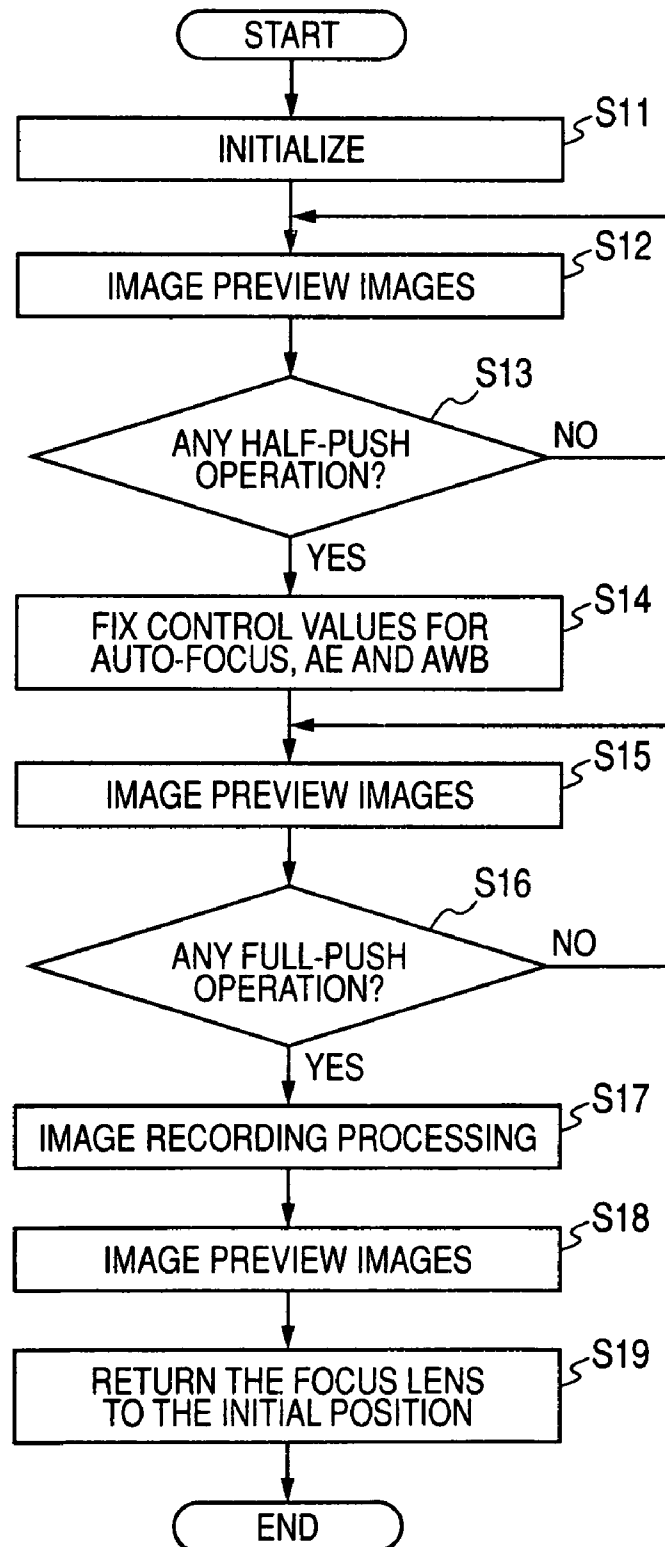 START
S11
INITIALIZE
S12
IMAGE PREVIEW IMAGES
S13
ANY HALF-PUSH
OPERATION?
NO
YES
S14
FIX CONTROL VALUES FOR
AUTO-FOCUS, AE AND AWB
S15
IMAGE PREVIEW IMAGES
S16
ANY FULL-PUSH
OPERATION?
NO
YES
S17
IMAGE RECORDING PROCESSING
S18
IMAGE PREVIEW IMAGES
S19
RETURN THE FOCUS LENS
TO THE INITIAL POSITION
END